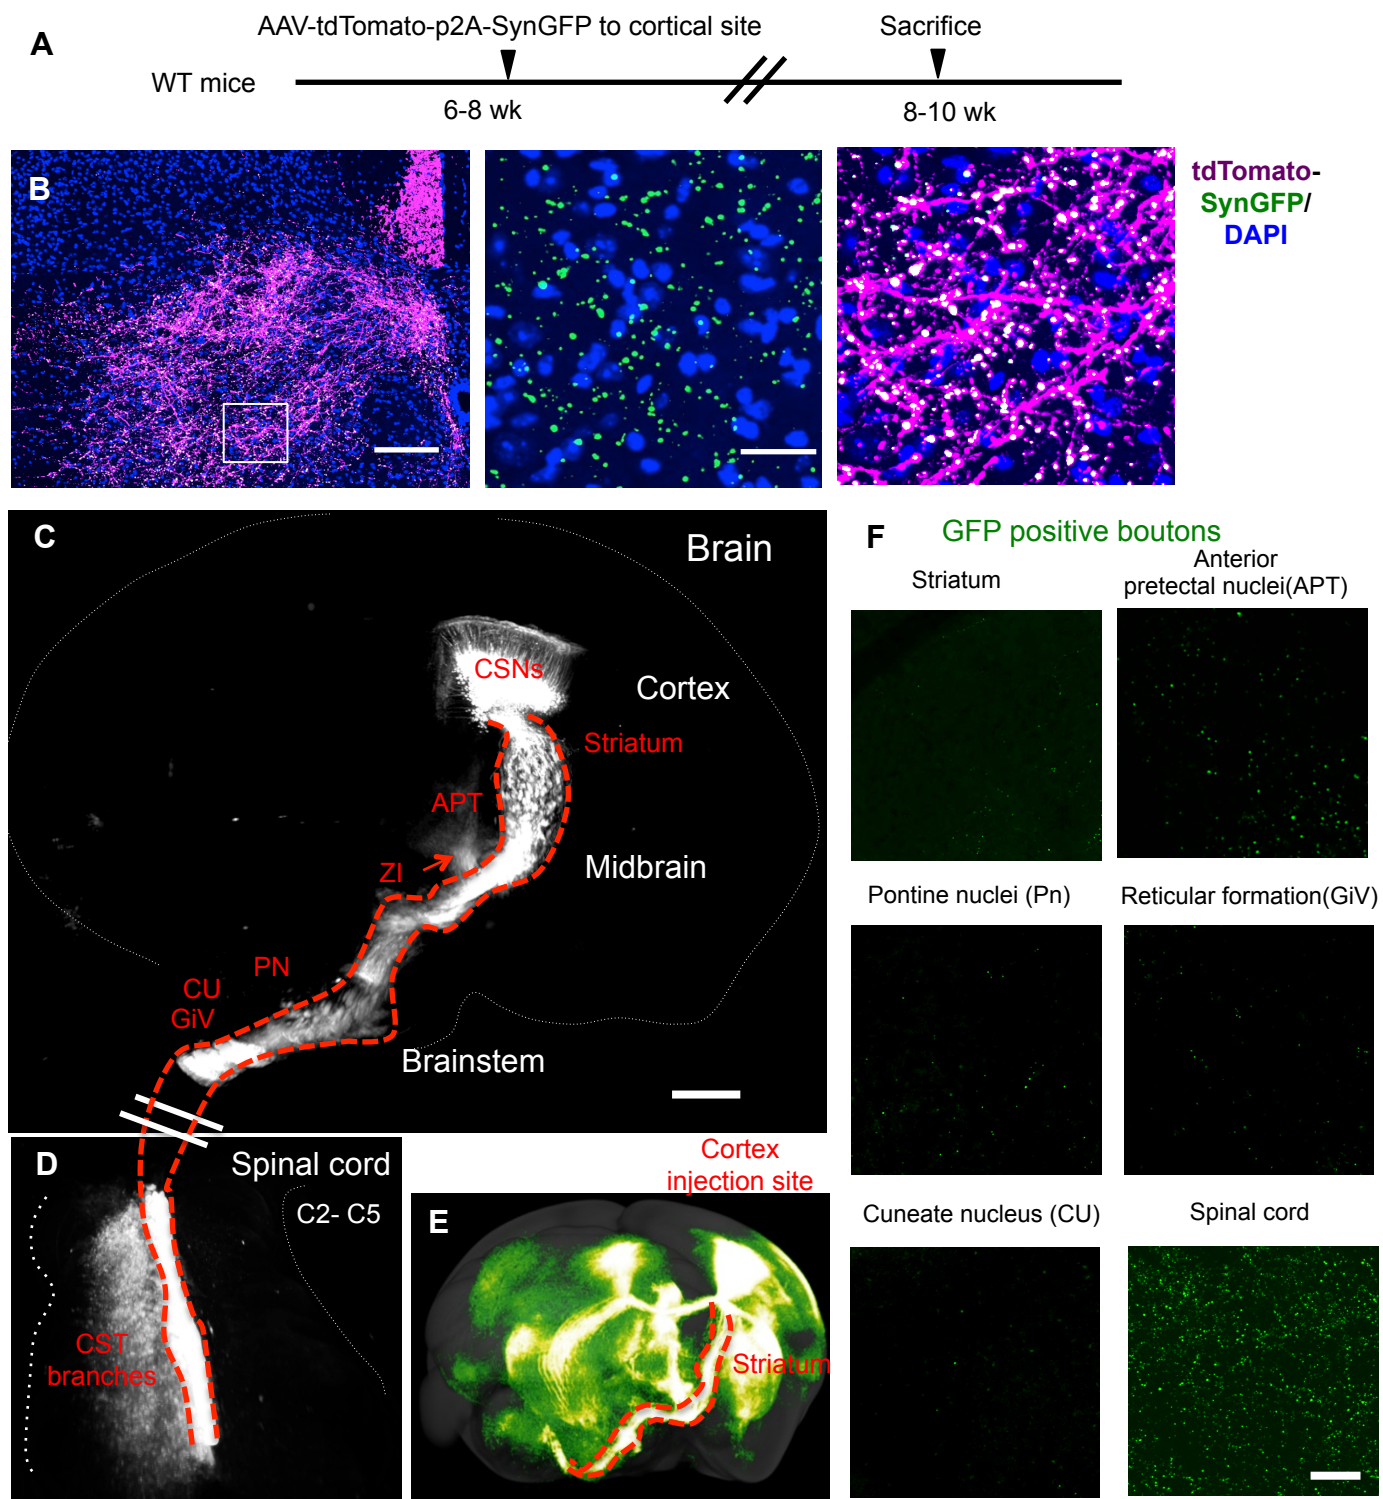 A
AAV-tdTomato-p2A-SynGFP to cortical site
Sacrifice
WT mice
6-8 wk
8-10 wk
B
tdTomato-
SynGFP/
DAPI
C
Brain
CSNs
Cortex
Striatum
APT
ZI
Midbrain
PN
CU
GiV
Brainstem
D
Spinal cord
C2- C5
CST
branches
Cortex
injection site
E
Striatum
F
GFP positive boutons
Striatum
Anterior
pretectal nuclei(APT)
Pontine nuclei (Pn)
Reticular formation(GiV)
Cuneate nucleus (CU)
Spinal cord